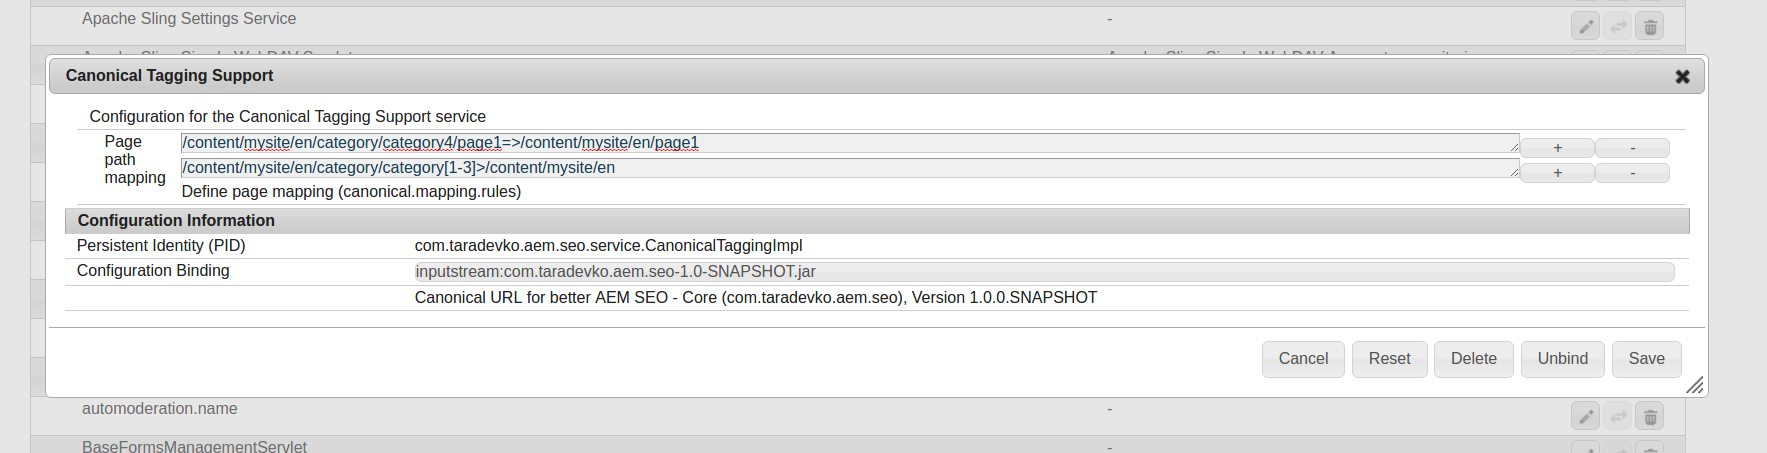 Apache Sling Settings Service -
Canonical Tagging Support
Configuration for the Canonical Tagging Support service
Page path mapping
/content/mysite/en/category/category4/page1=>/content/mysite/en/page1 + -
/content/mysite/en/category/category[1-3]>/content/mysite/en + -
Define page mapping (canonical.mapping.rules)
Configuration Information
Persistent Identity (PID) com.taradevko.aem.seo.service.CanonicalTaggingImpl
Configuration Binding inputstream:com.taradevko.aem.seo-1.0-SNAPSHOT.jar
Canonical URL for better AEM SEO - Core (com.taradevko.aem.seo), Version 1.0.0.SNAPSHOT
Cancel Reset Delete Unbind Save
automoderation.name -
BaseFormsManagementServlet -